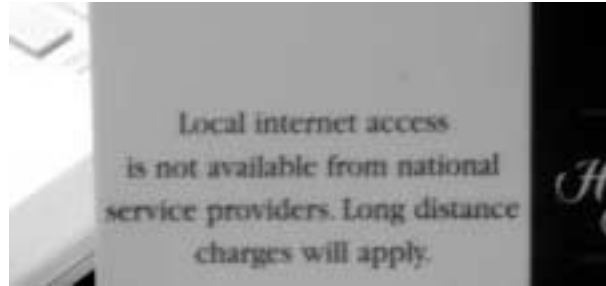 Local internet access
is not available from national
service providers. Long distance
charges will apply.